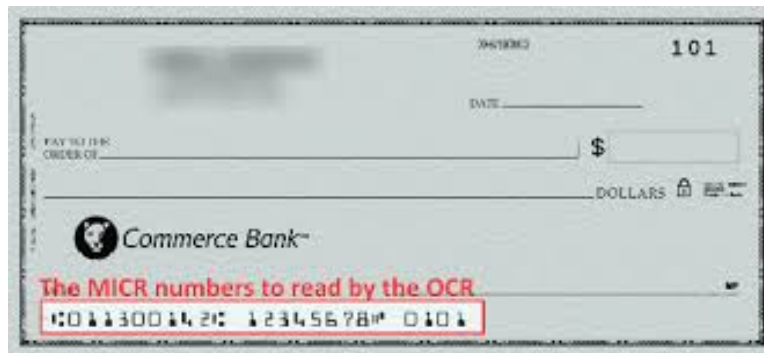 101
DATE
PAY TO THE
ORDER OF
$
DOLLARS
Commerce Bank
The MICR numbers to read by the OCR
⑆011300142⑆ 12345678⑈ 0101
MP